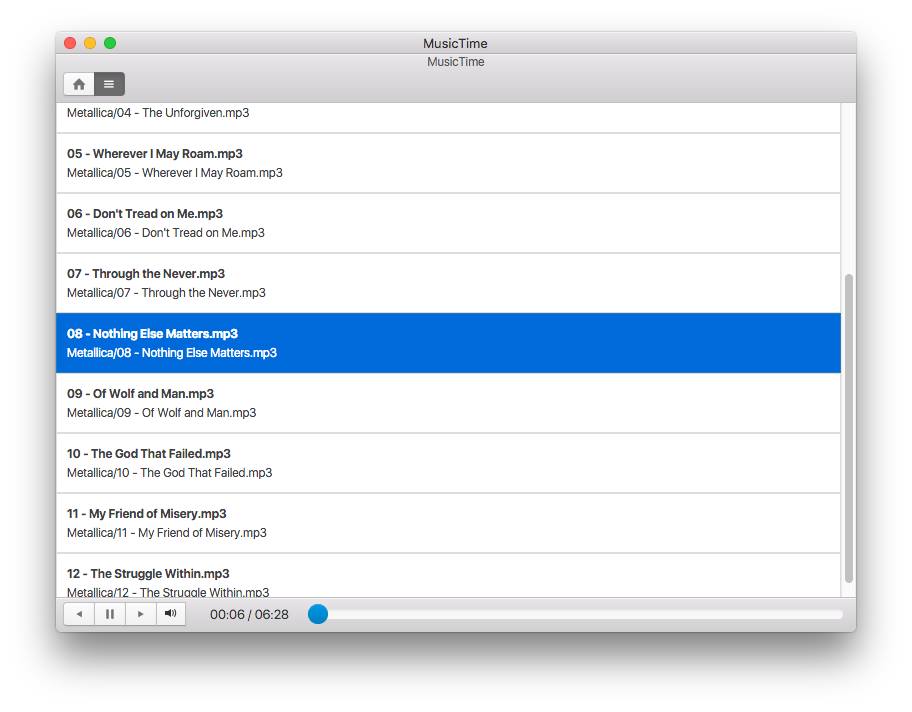 MusicTime
MusicTime
Metallica/04 - The Unforgiven.mp3
05 - Wherever I May Roam.mp3
Metallica/05 - Wherever I May Roam.mp3
06 - Don't Tread on Me.mp3
Metallica/06 - Don't Tread on Me.mp3
07 - Through the Never.mp3
Metallica/07 - Through the Never.mp3
08 - Nothing Else Matters.mp3
Metallica/08 - Nothing Else Matters.mp3
09 - Of Wolf and Man.mp3
Metallica/09 - Of Wolf and Man.mp3
10 - The God That Failed.mp3
Metallica/10 - The God That Failed.mp3
11 - My Friend of Misery.mp3
Metallica/11 - My Friend of Misery.mp3
12 - The Struggle Within.mp3
Metallica/12 - The Struggle Within.mp3
00:06 / 06:28